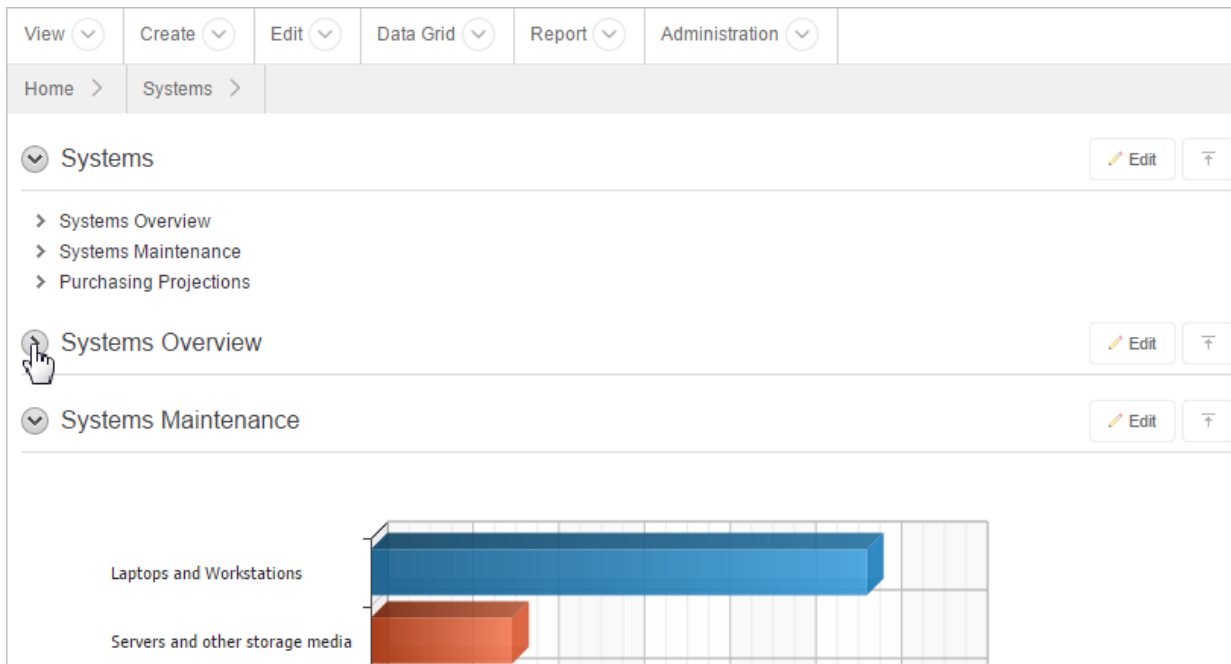 View Create Edit Data Grid Report Administration
Home Systems
Systems Edit
Systems Overview
Systems Maintenance
Purchasing Projections
Systems Overview Edit
Systems Maintenance Edit
Laptops and Workstations
Servers and other storage media